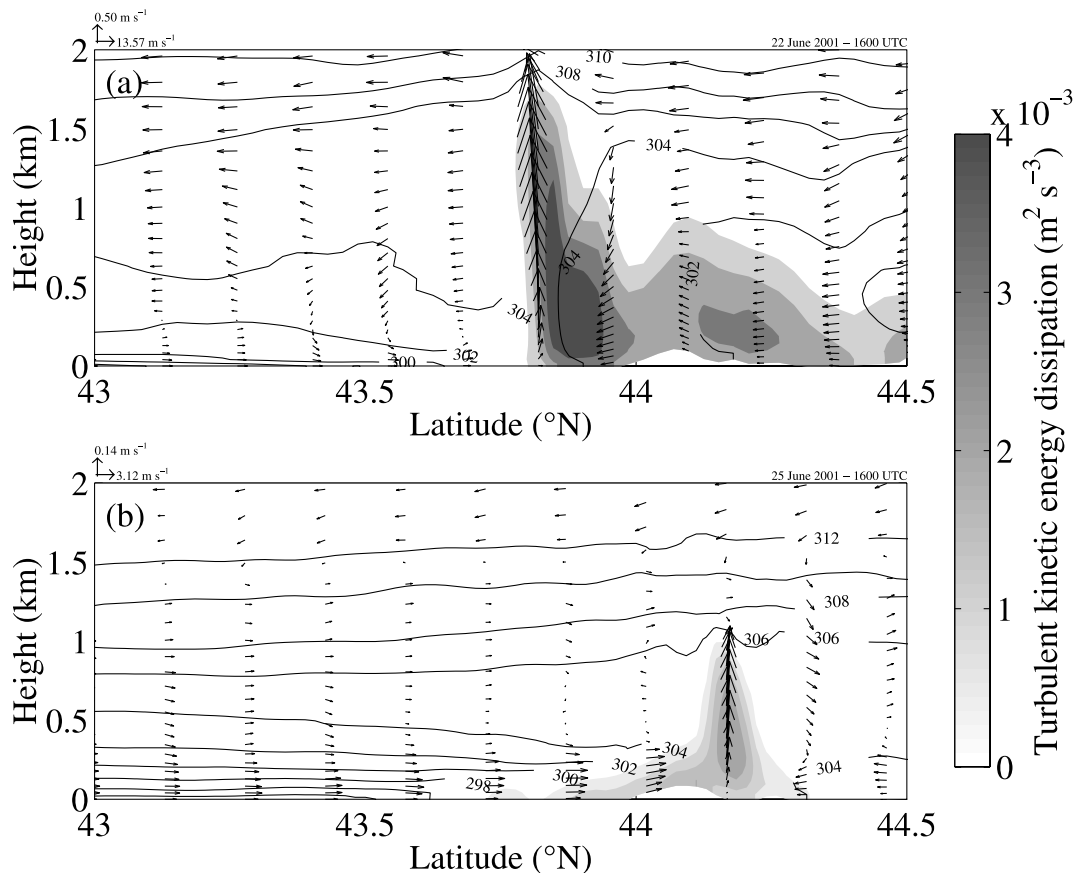 0.50 m s⁻¹
13.57 m s⁻¹
22 June 2001 – 1600 UTC
(a)
2
1.5
1
0.5
0
Height (km)
310
308
304
304
302
304
302
300
43
43.5
44
44.5
Latitude (°N)
0.14 m s⁻¹
3.12 m s⁻¹
25 June 2001 – 1600 UTC
(b)
2
1.5
1
0.5
0
Height (km)
312
308
306
306
304
304
302
300
298
43
43.5
44
44.5
Latitude (°N)
x 10⁻³
4
3
2
1
0
Turbulent kinetic energy dissipation (m² s⁻³)